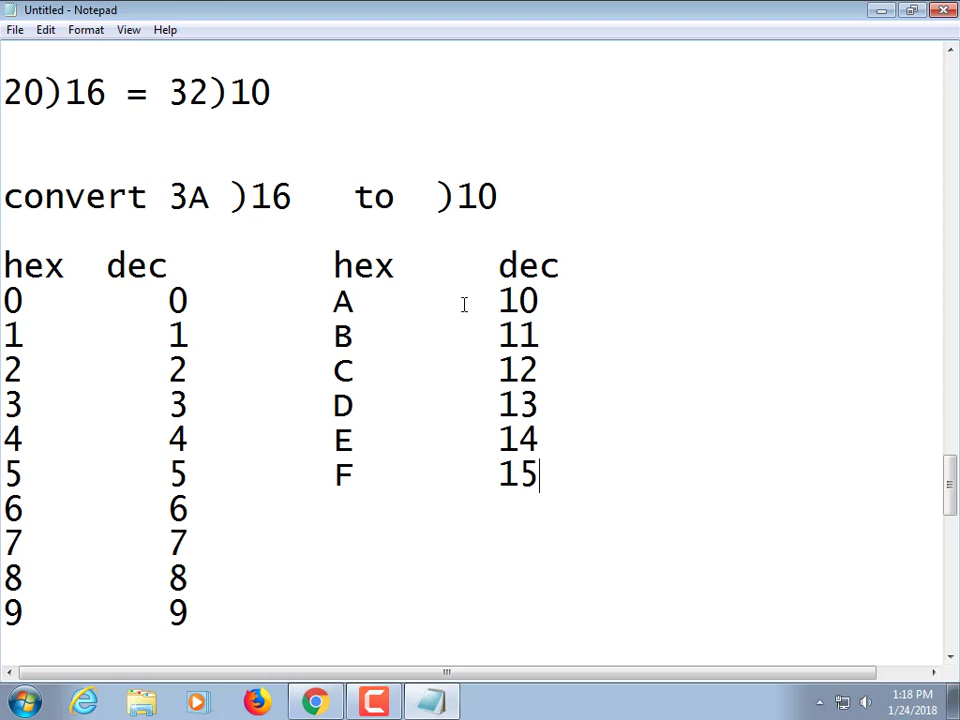 Untitled - Notepad
File Edit Format View Help
20)16 = 32)10
convert 3A )16 to )10
hex dec hex dec
0 0 A 10
1 1 B 11
2 2 C 12
3 3 D 13
4 4 E 14
5 5 F 15
6 6
7 7
8 8
9 9
1:18 PM
1/24/2018